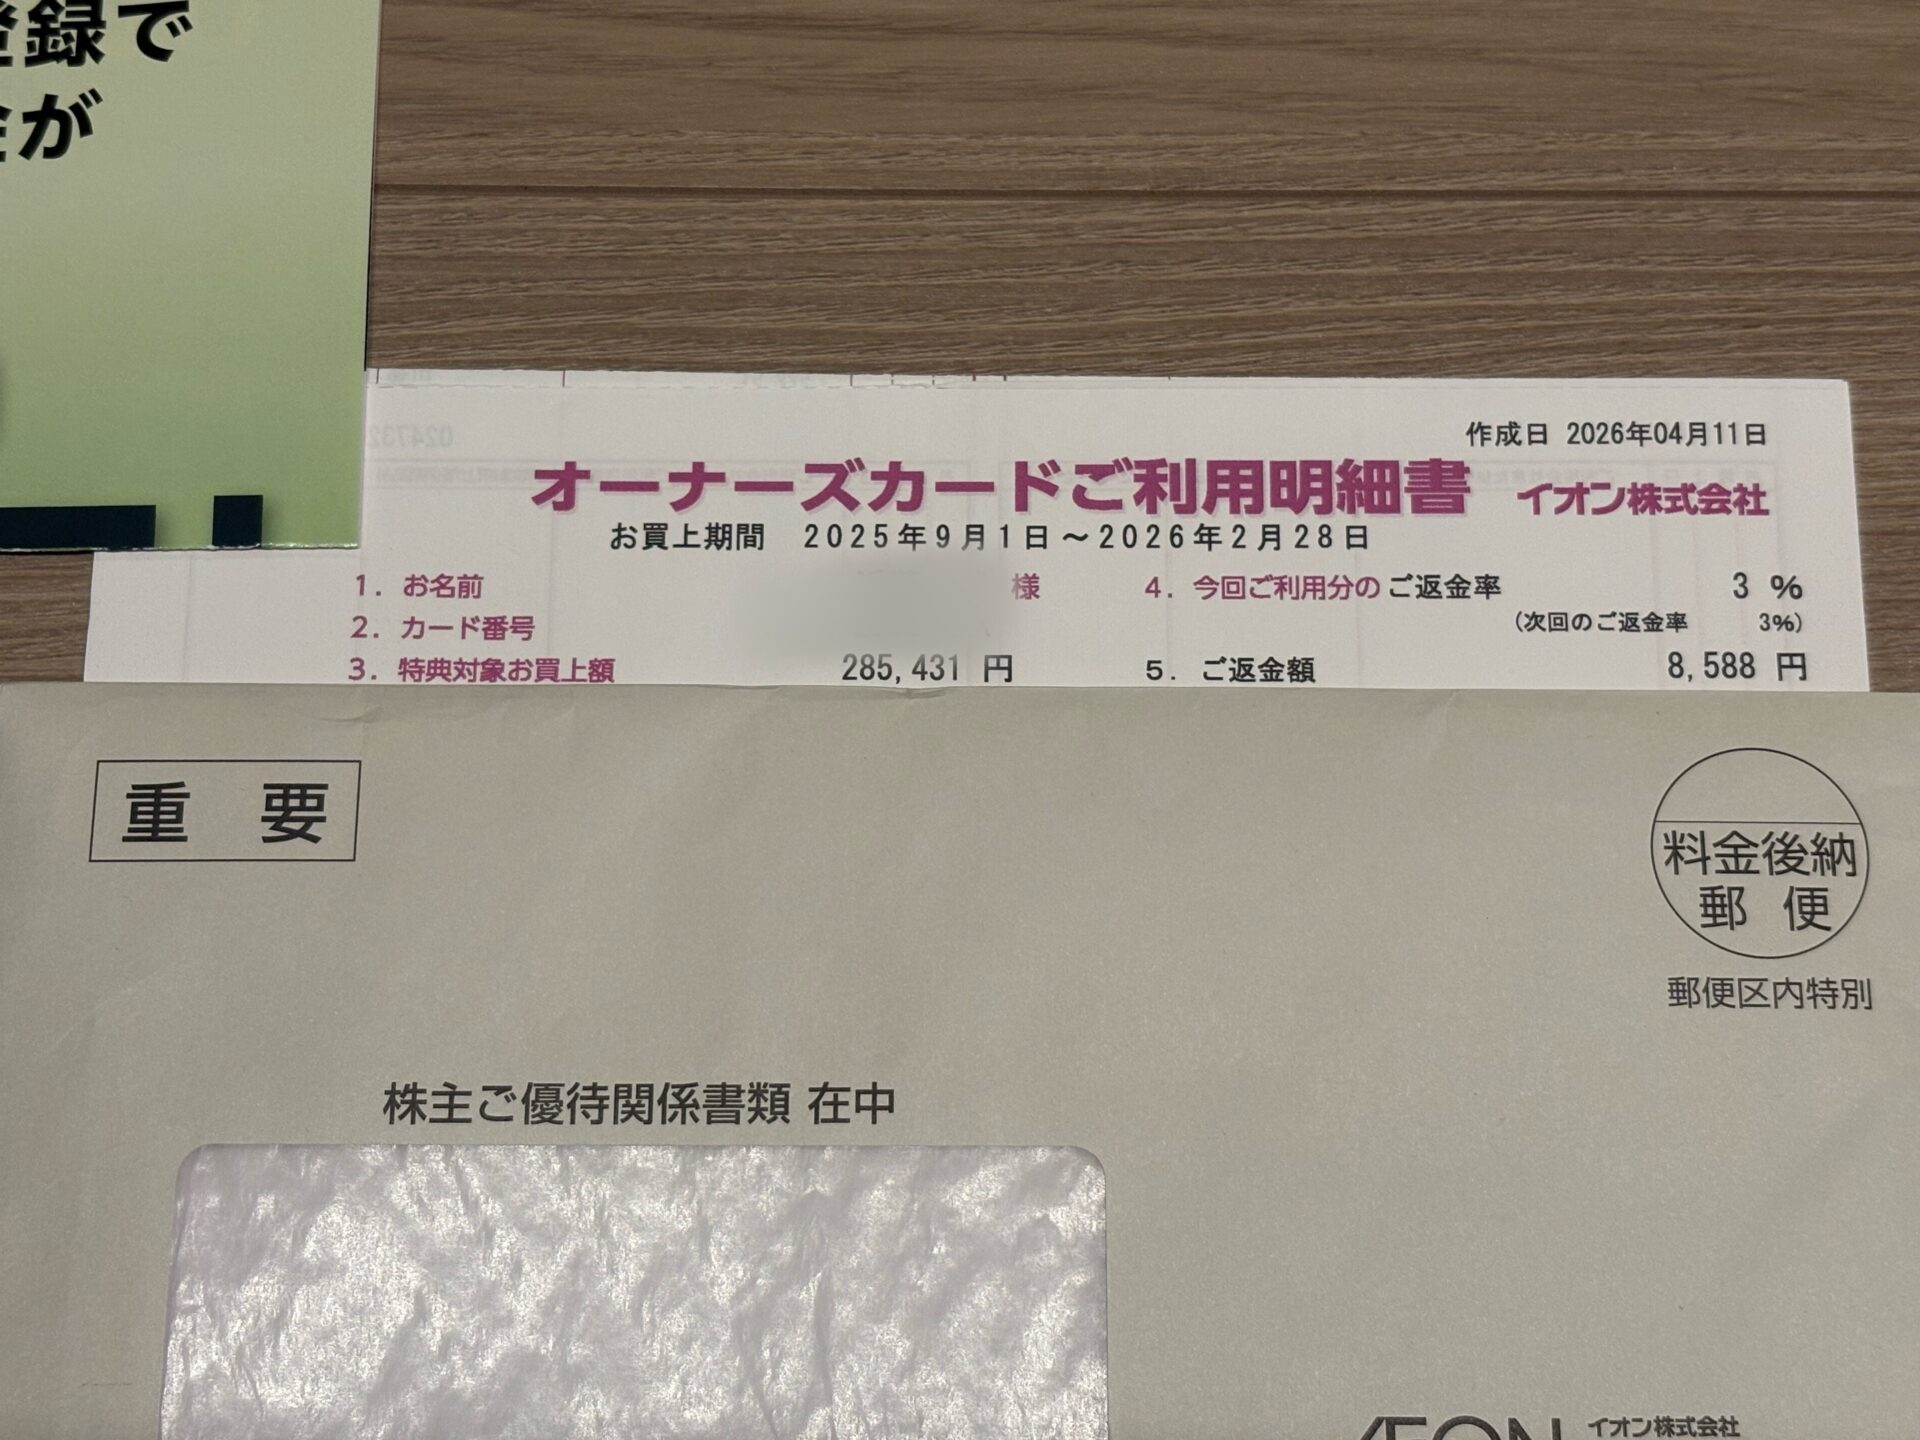 録で
が
作成日 2026年04月11日
オーナーズカードご利用明細書 イオン株式会社
お買上期間 2025年9月1日～2026年2月28日
1. お名前 様
2. カード番号
3. 特典対象お買上額 285,431 円
4. 今回ご利用分のご返金率 3 %
(次回のご返金率 3%)
5. ご返金額 8,588 円
重 要
料金後納
郵 便
郵便区内特別
株主ご優待関係書類 在中
AEON イオン株式会社